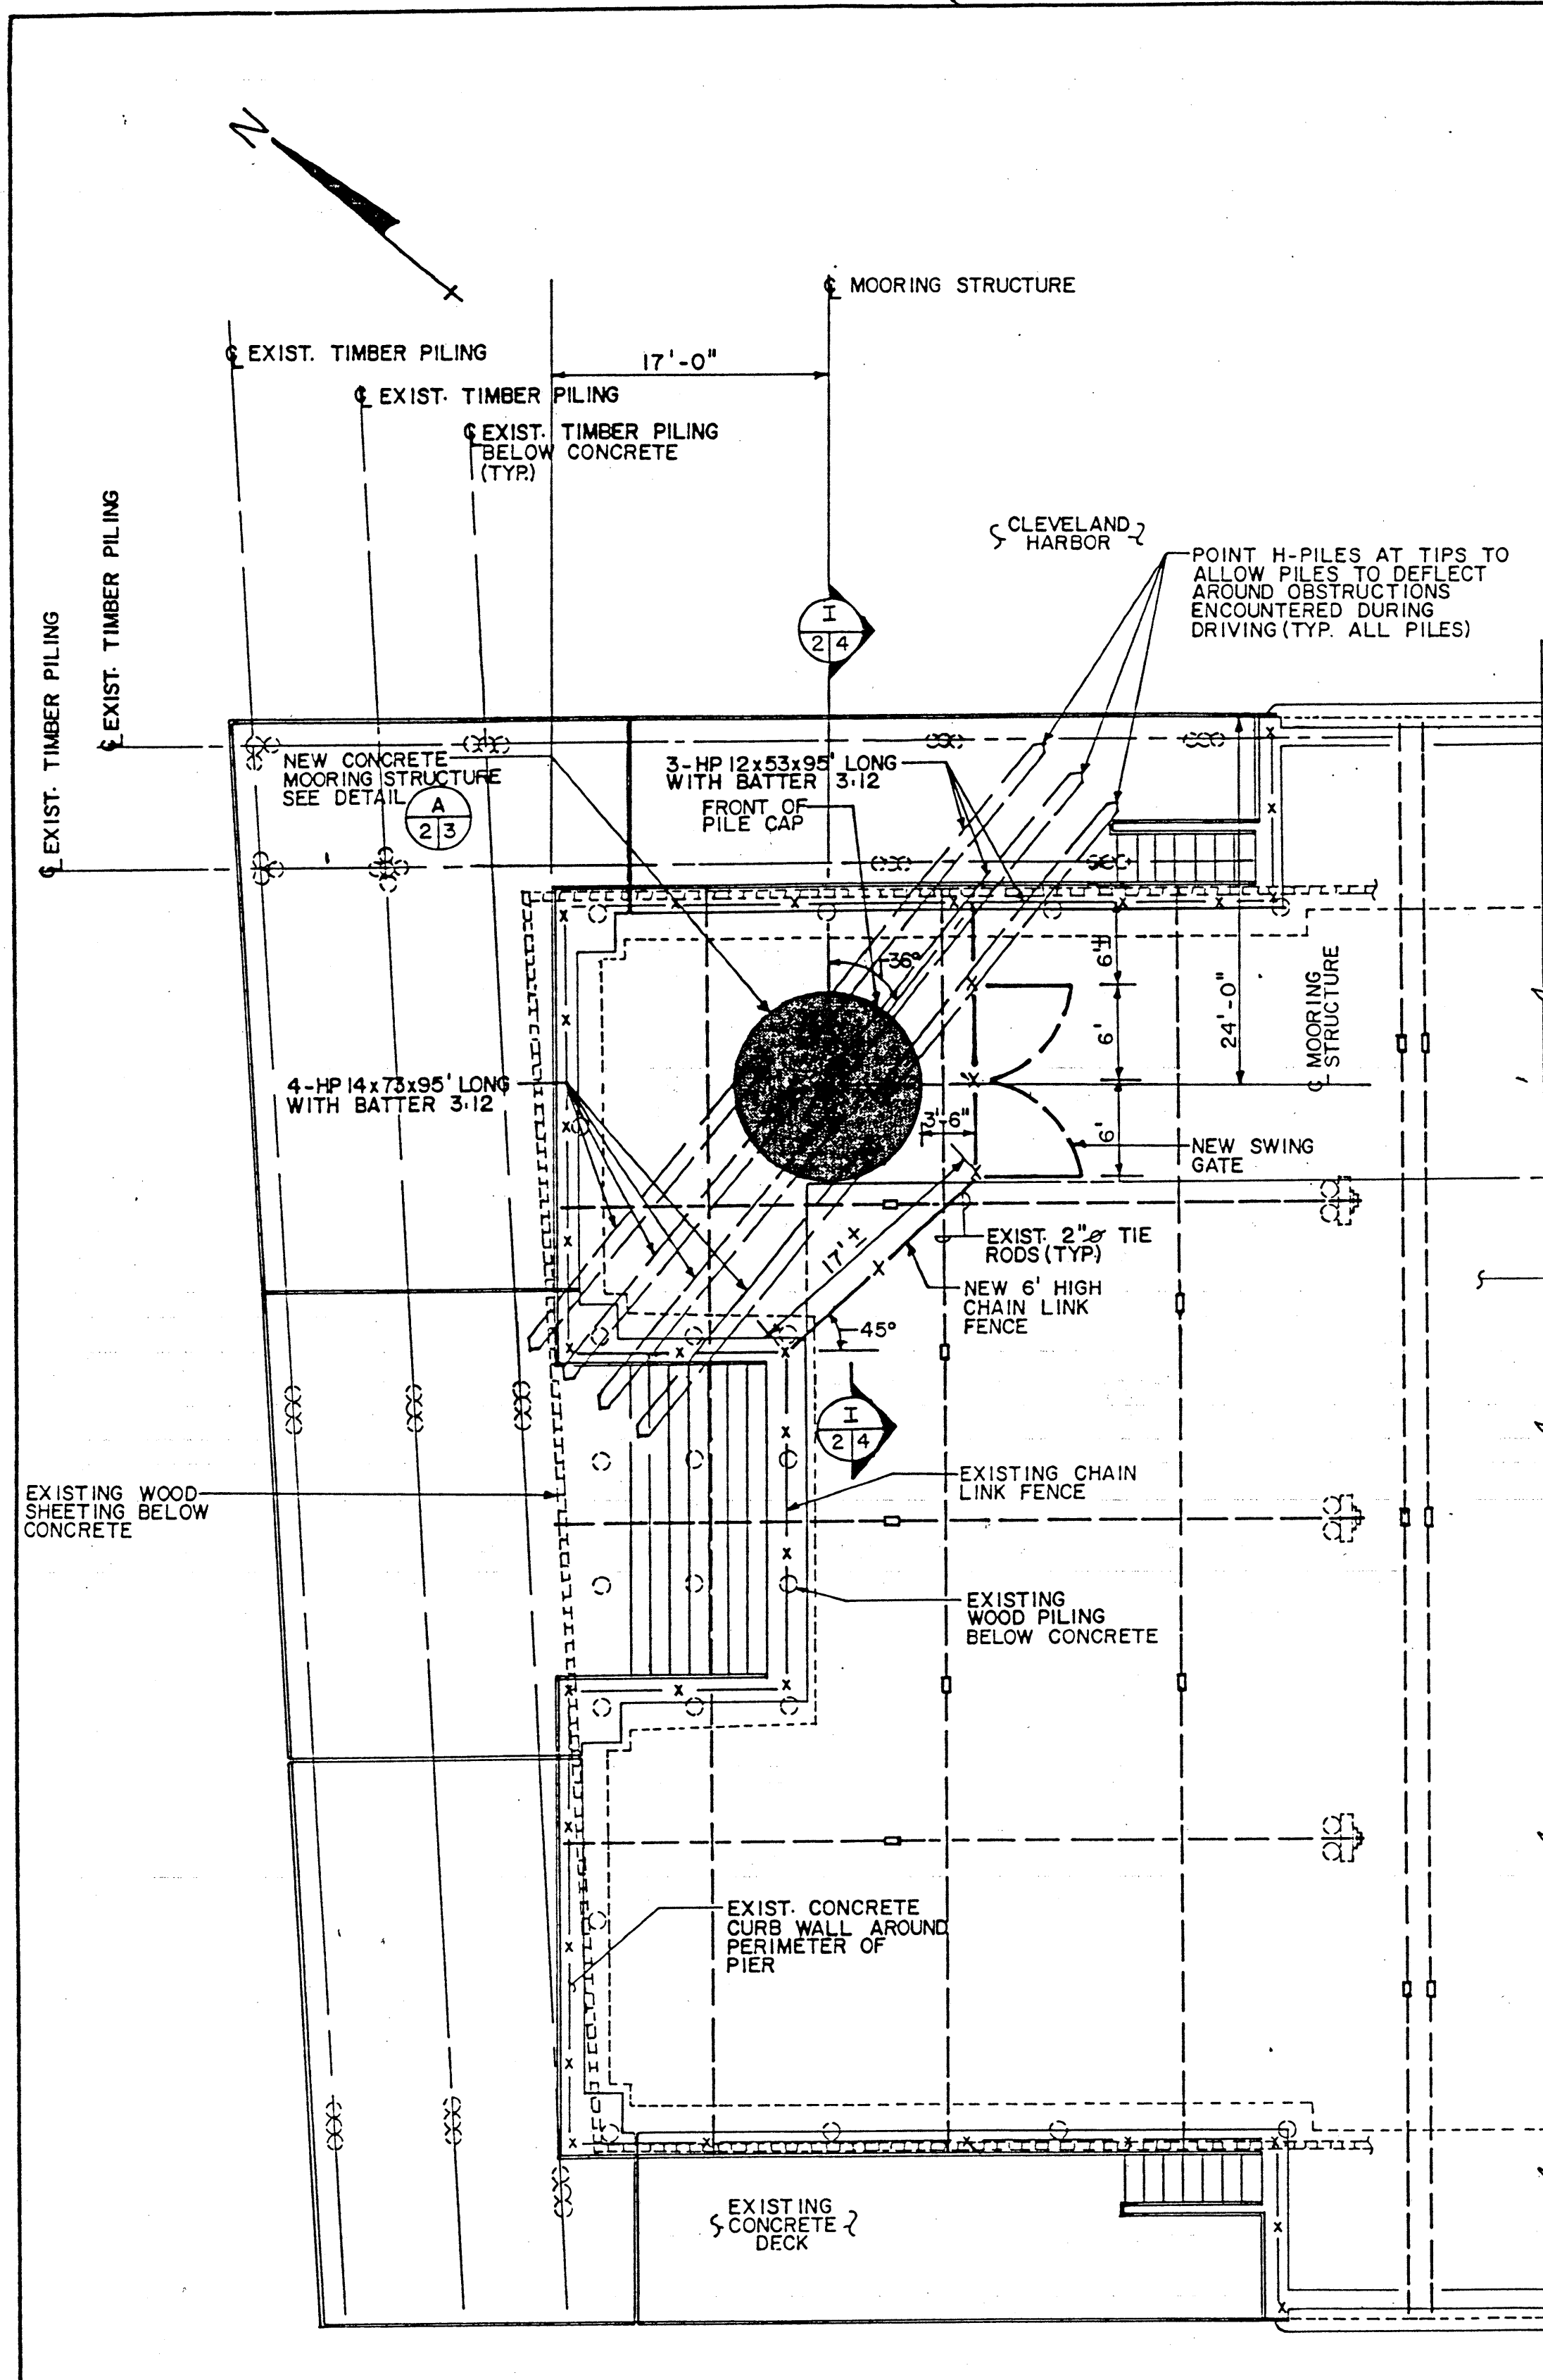 N
℄ MOORING STRUCTURE
℄ EXIST. TIMBER PILING
17'-0"
℄ EXIST. TIMBER PILING
℄ EXIST. TIMBER PILING
BELOW CONCRETE
(TYP.)
℄ EXIST. TIMBER PILING
℄ EXIST. TIMBER PILING
CLEVELAND
HARBOR
POINT H-PILES AT TIPS TO
ALLOW PILES TO DEFLECT
AROUND OBSTRUCTIONS
ENCOUNTERED DURING
DRIVING (TYP. ALL PILES)
I
2 4
NEW CONCRETE
MOORING STRUCTURE
SEE DETAIL
A
2 3
3-HP 12x53x95' LONG
WITH BATTER 3:12
FRONT OF
PILE CAP
36°
6'±
6'
6'
24'-0"
℄ MOORING
STRUCTURE
4-HP 14x73x95' LONG
WITH BATTER 3:12
3'-6"
NEW SWING
GATE
17'±
EXIST. 2"ø TIE
RODS (TYP.)
NEW 6' HIGH
CHAIN LINK
FENCE
45°
I
2 4
EXISTING CHAIN
LINK FENCE
EXISTING WOOD
SHEETING BELOW
CONCRETE
EXISTING
WOOD PILING
BELOW CONCRETE
EXIST. CONCRETE
CURB WALL AROUND
PERIMETER OF
PIER
EXISTING
CONCRETE
DECK